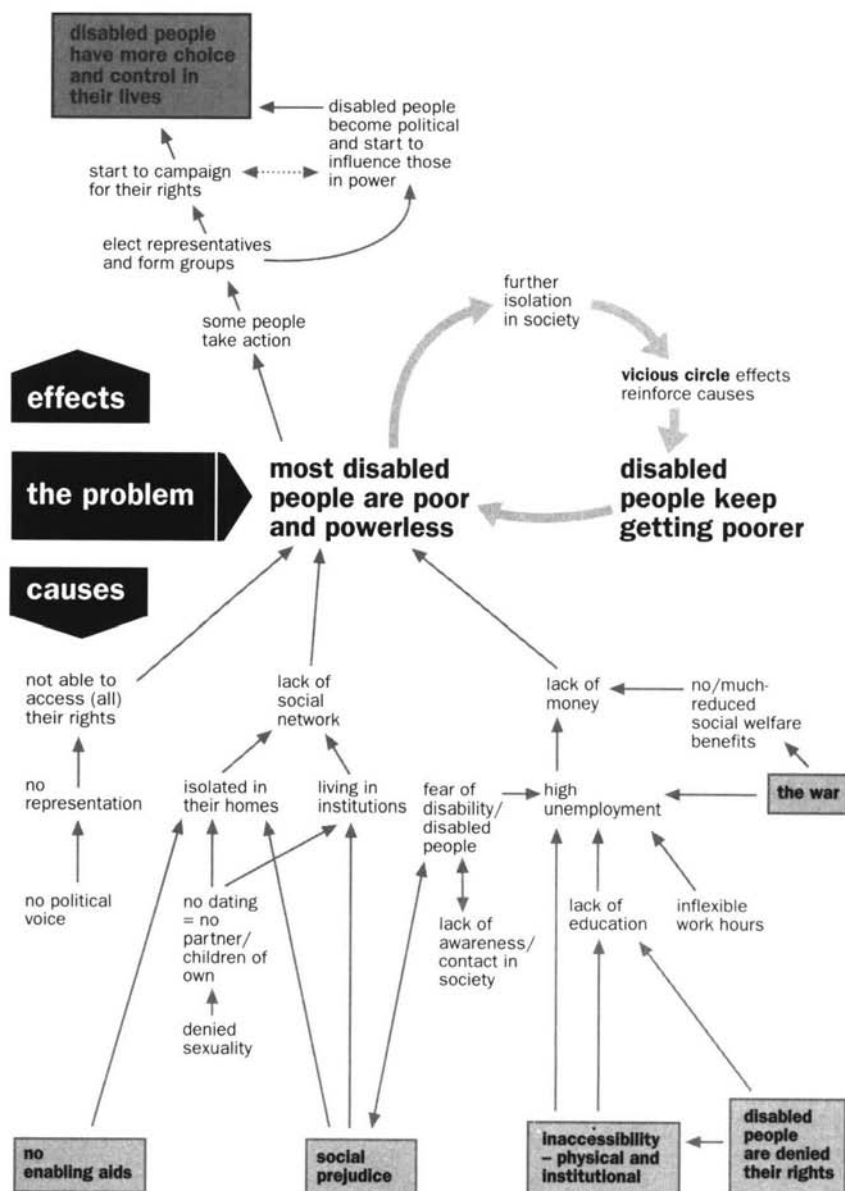 disabled people
have more choice
and control in
their lives
disabled people
become political
and start to
influence those
in power
start to campaign
for their rights
elect representatives
and form groups
some people
take action
further
isolation
in society
vicious circle effects
reinforce causes
effects
the problem
most disabled
people are poor
and powerless
disabled
people keep
getting poorer
causes
not able to
access (all)
their rights
lack of
social
network
lack of
money
no/much-
reduced
social welfare
benefits
no
representation
isolated in
their homes
living in
institutions
fear of
disability/
disabled
people
high
unemployment
the war
no political
voice
no dating
= no
partner/
children of
own
lack of
awareness/
contact in
society
lack of
education
inflexible
work hours
denied
sexuality
no
enabling aids
social
prejudice
inaccessibility
– physical and
institutional
disabled
people
are denied
their rights